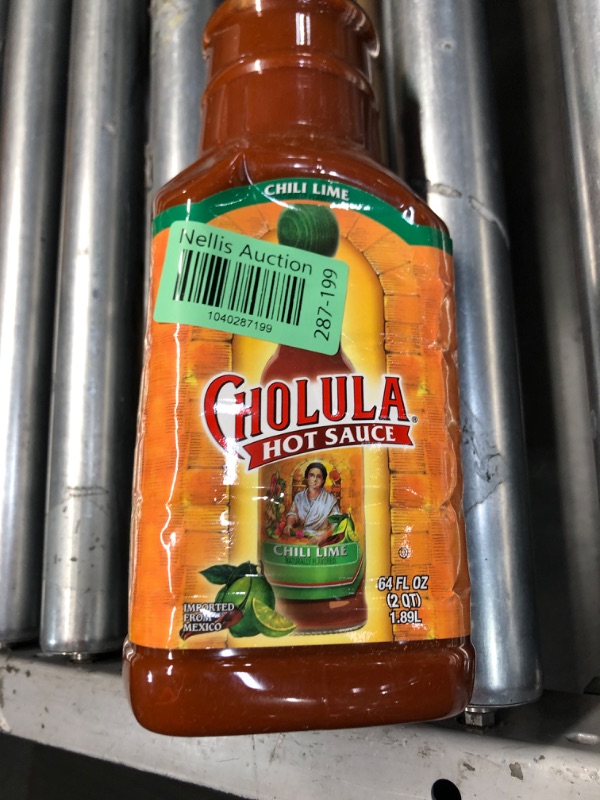 CHILI LIME
Nellis Auction
1040287199
287-199
CHOLULA®
HOT SAUCE
CHILI LIME
64 FL OZ
(2 QT)
1.89L
IMPORTED
FROM
MEXICO